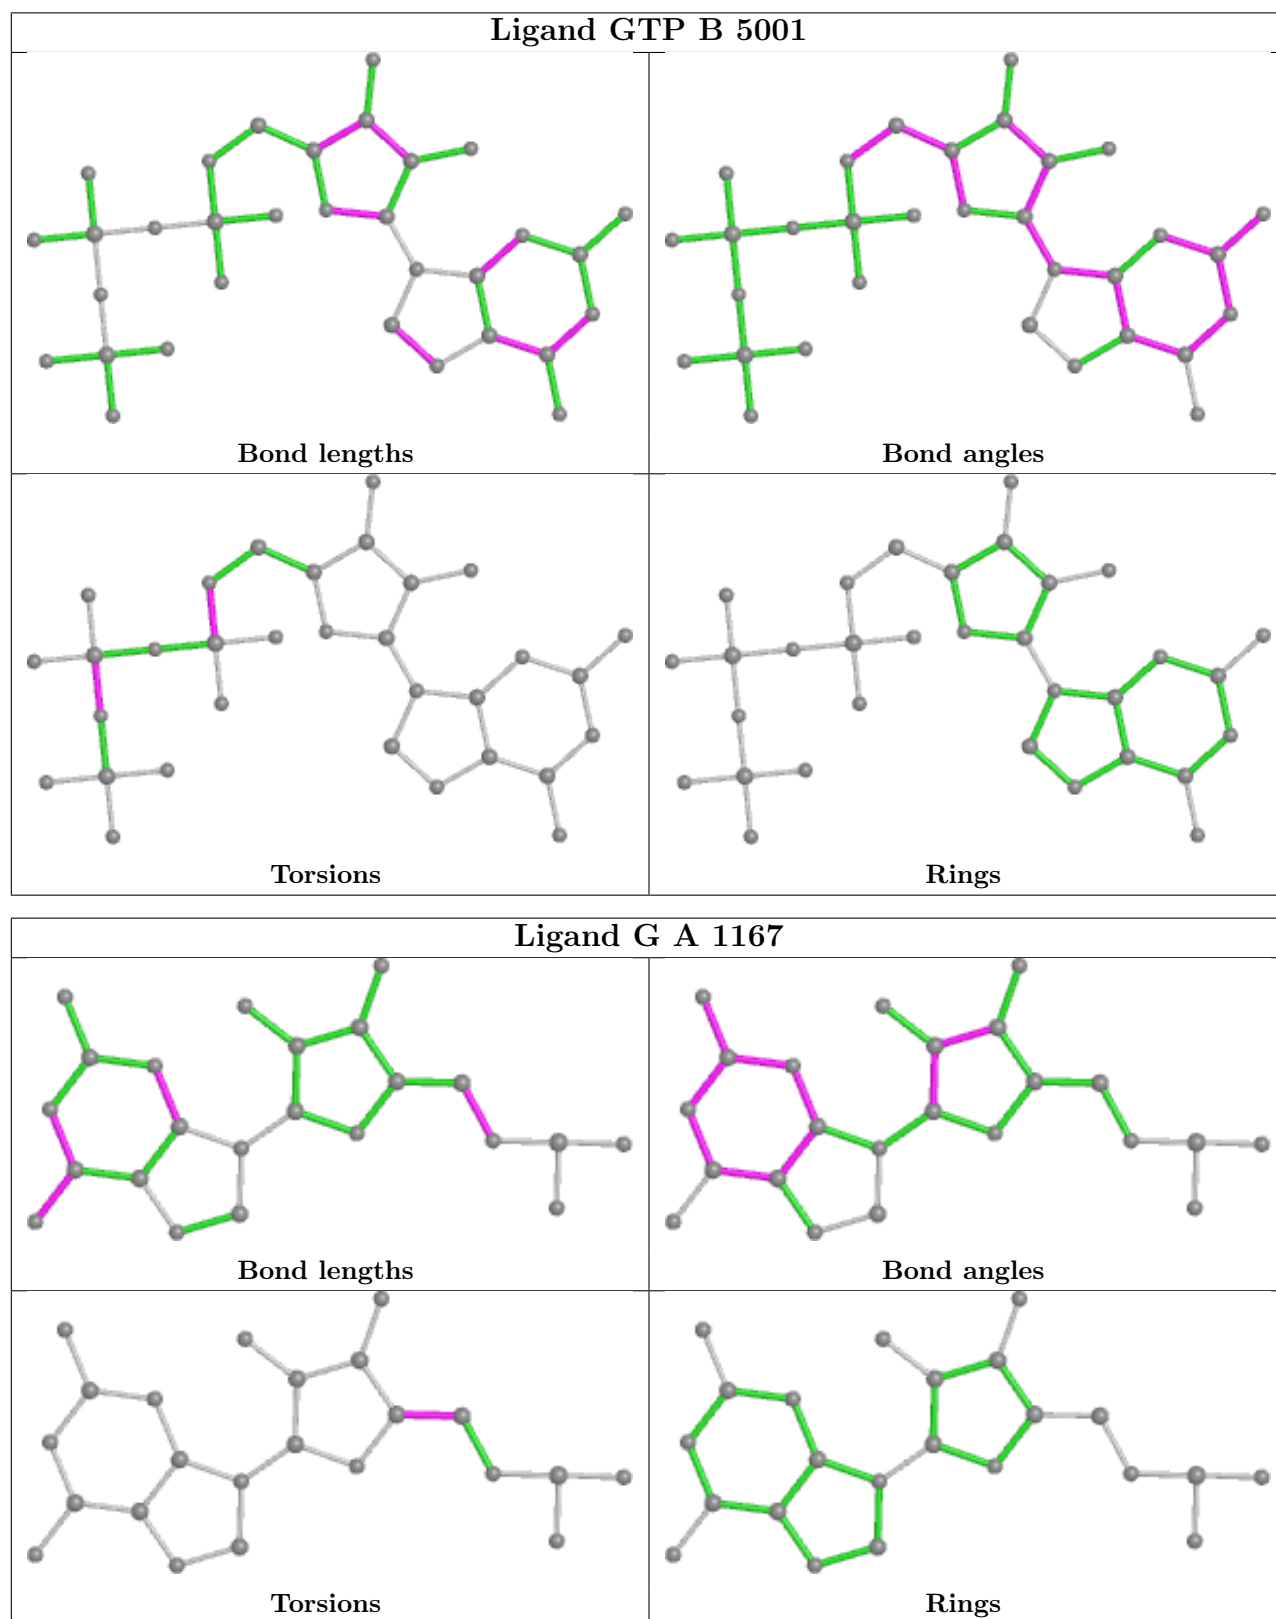 Ligand GTP B 5001
Bond lengths
Bond angles
Torsions
Rings
Ligand G A 1167
Bond lengths
Bond angles
Torsions
Rings